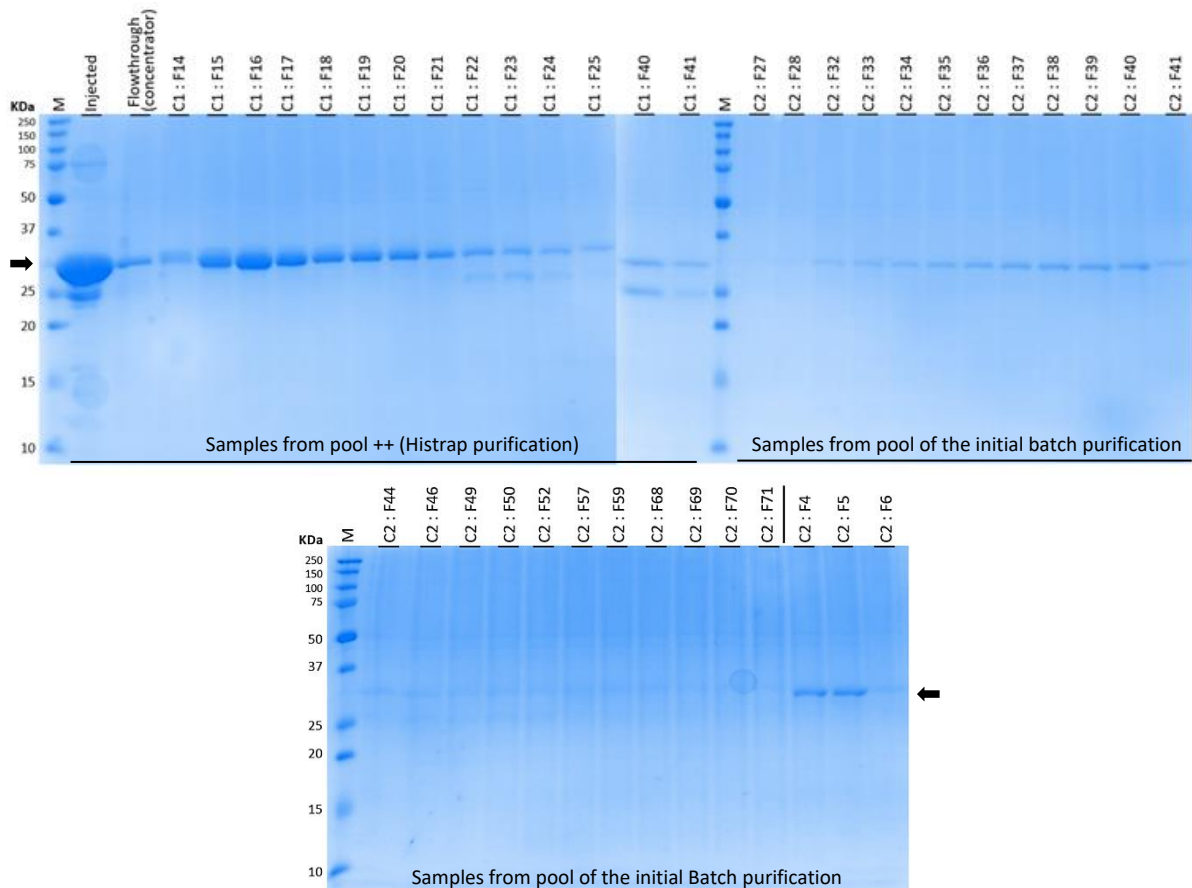 KDa
M
Injected
Flowthrough
(concentrator)
C1 : F14
C1 : F15
C1 : F16
C1 : F17
C1 : F18
C1 : F19
C1 : F20
C1 : F21
C1 : F22
C1 : F23
C1 : F24
C1 : F25
C1 : F40
C1 : F41
M
C2 : F27
C2 : F28
C2 : F32
C2 : F33
C2 : F34
C2 : F35
C2 : F36
C2 : F37
C2 : F38
C2 : F39
C2 : F40
C2 : F41
250
150
100
75
50
37
25
20
15
10
Samples from pool ++ (Histrap purification)
Samples from pool of the initial batch purification
KDa
M
C2 : F44
C2 : F46
C2 : F49
C2 : F50
C2 : F52
C2 : F57
C2 : F59
C2 : F68
C2 : F69
C2 : F70
C2 : F71
C2 : F4
C2 : F5
C2 : F6
250
150
100
75
50
37
25
20
15
10
Samples from pool of the initial Batch purification